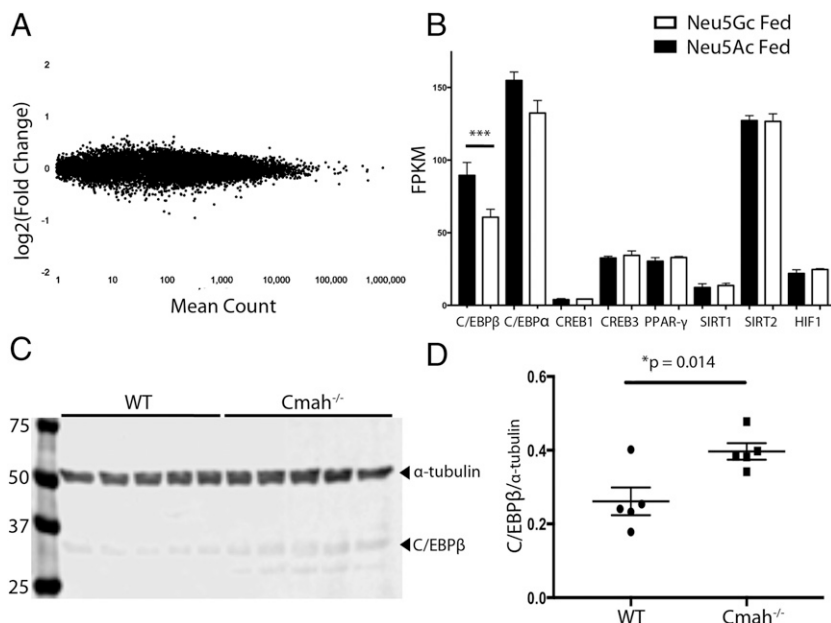 A
2
1
0
-1
-2
log2(Fold Change)
1 10 100 1,000 10,000 100,000 1,000,000
Mean Count
B
Neu5Gc Fed
Neu5Ac Fed
150
100
50
0
FPKM
***
C/EBPβ C/EBPα CREB1 CREB3 PPAR-γ SIRT1 SIRT2 HIF1
C
WT Cmah-/-
75
50
37
25
α-tubulin
C/EBPβ
D
*p = 0.014
0.6
0.4
0.2
0.0
C/EBPβ/α-tubulin
WT Cmah-/-